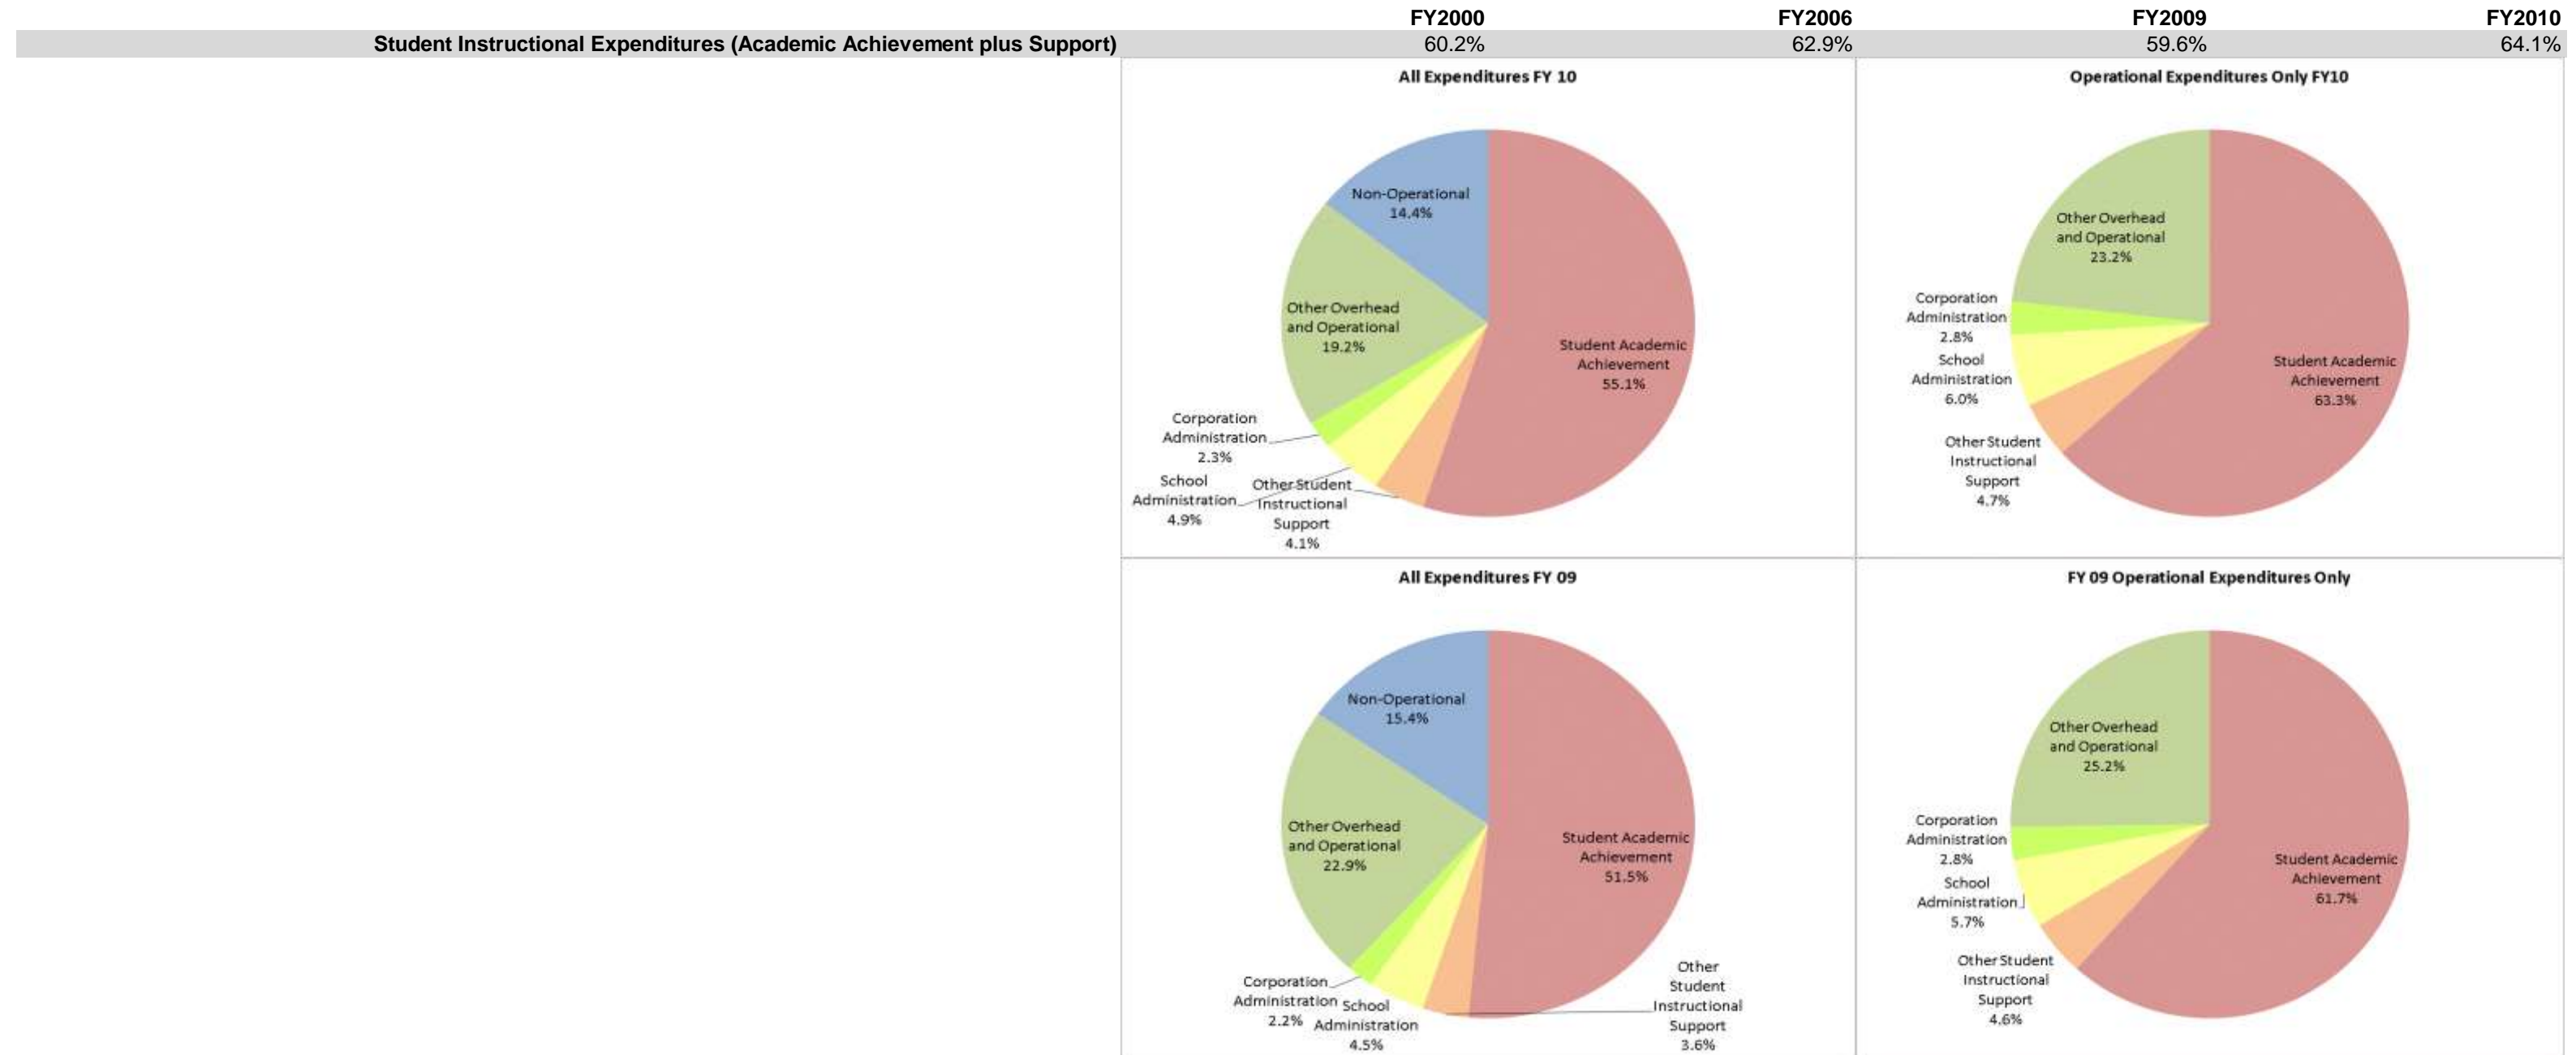 FY2000 FY2006 FY2009 FY2010
Student Instructional Expenditures (Academic Achievement plus Support) 60.2% 62.9% 59.6% 64.1%
All Expenditures FY 10
Non-Operational
14.4%
Other Overhead
and Operational
19.2%
Student Academic
Achievement
55.1%
Corporation
Administration
2.3%
School
Administration
4.9%
Other Student
Instructional
Support
4.1%
Operational Expenditures Only FY10
Other Overhead
and Operational
23.2%
Corporation
Administration
2.8%
School
Administration
6.0%
Student Academic
Achievement
63.3%
Other Student
Instructional
Support
4.7%
All Expenditures FY 09
Non-Operational
15.4%
Other Overhead
and Operational
22.9%
Student Academic
Achievement
51.5%
Corporation
Administration
2.2%
School
Administration
4.5%
Other
Student
Instructional
Support
3.6%
FY 09 Operational Expenditures Only
Other Overhead
and Operational
25.2%
Corporation
Administration
2.8%
School
Administration
5.7%
Student Academic
Achievement
61.7%
Other Student
Instructional
Support
4.6%